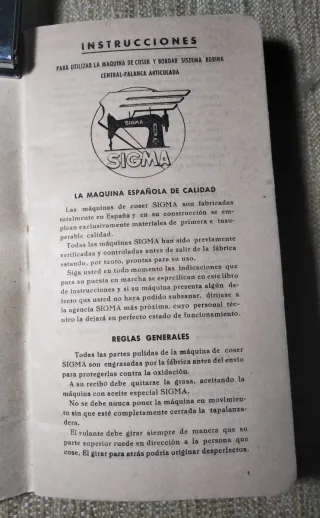 INSTRUCCIONES
PARA UTILIZAR LA MAQUINA DE COSER Y BORDAR SISTEMA BOBINA
CENTRAL-PALANCA ARTICULADA
SIGMA
SIGMA
LA MAQUINA ESPAÑOLA DE CALIDAD
Las máquinas de coser SIGMA son fabricadas
totalmente en España y en su construcción se em-
plean exclusivamente materiales de primera e insu-
perable calidad.
Todas las máquinas SIGMA han sido previamente
verificadas y controladas antes de salir de la fábrica
estando, por tanto, prontas para su uso.
Siga usted en todo momento las indicaciones que
para su puesta en marcha se especifican en este libro
de instrucciones y si su máquina presenta algún de-
fecto que usted no haya podido subsanar, diríjase a
la agencia SIGMA más próxima, cuyo personal téc-
nico la dejará en perfecto estado de funcionamiento.
REGLAS GENERALES
Todas las partes pulidas de la máquina de coser
SIGMA son engrasadas por la fábrica antes del envío
para protegerlas contra la oxidación.
A su recibo debe quitarse la grasa, aceitando la
máquina con aceite especial SIGMA.
No se debe nunca poner la máquina en movimien-
to sin que esté completamente cerrada la tapalanza-
dera.
El volante debe girar siempre de manera que su
parte superior ruede en dirección a la persona que
cose. El girar para atrás podría originar desperfectos.
1